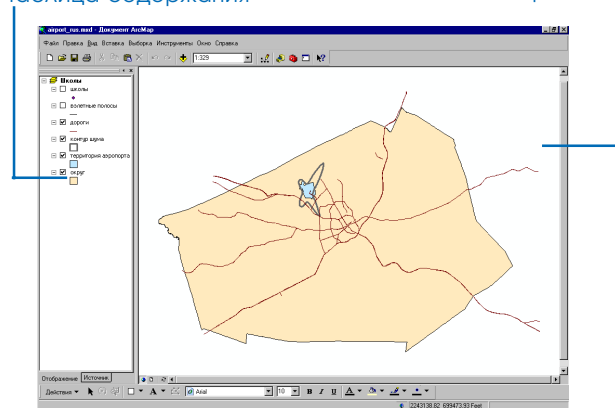 Таблица содержания
airport_rus.mxd - Документ ArcMap
Файл Правка Вид Вставка Выборка Инструменты Окно Справка
1:329
Школы
школы
взлетные полосы
дороги
контур шума
территория аеропорта
округ
Отображение Источник
Действия
Arial
10
B I U A
2243138.82 699473.93 Feet